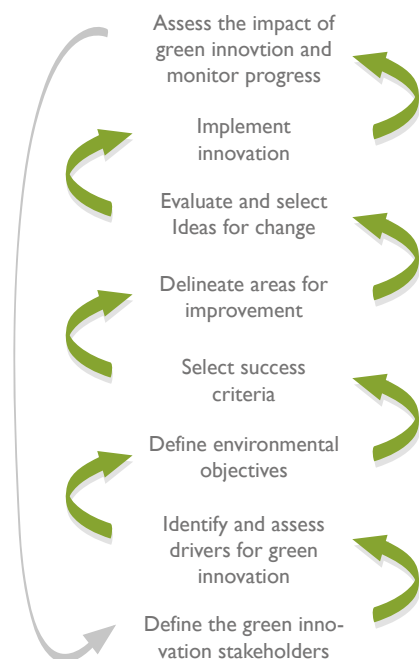 Assess the impact of
green innovtion and
monitor progress
Implement
innovation
Evaluate and select
Ideas for change
Delineate areas for
improvement
Select success
criteria
Define environmental
objectives
Identify and assess
drivers for green
innovation
Define the green inno-
vation stakeholders